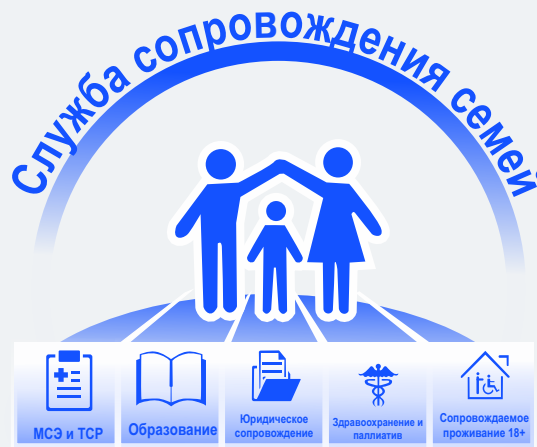 Служба сопровождения семей
МСЭ и ТСР
Образование
Юридическое
сопровождение
Здравоохранение и
паллиатив
Сопровождаемое
проживание 18+